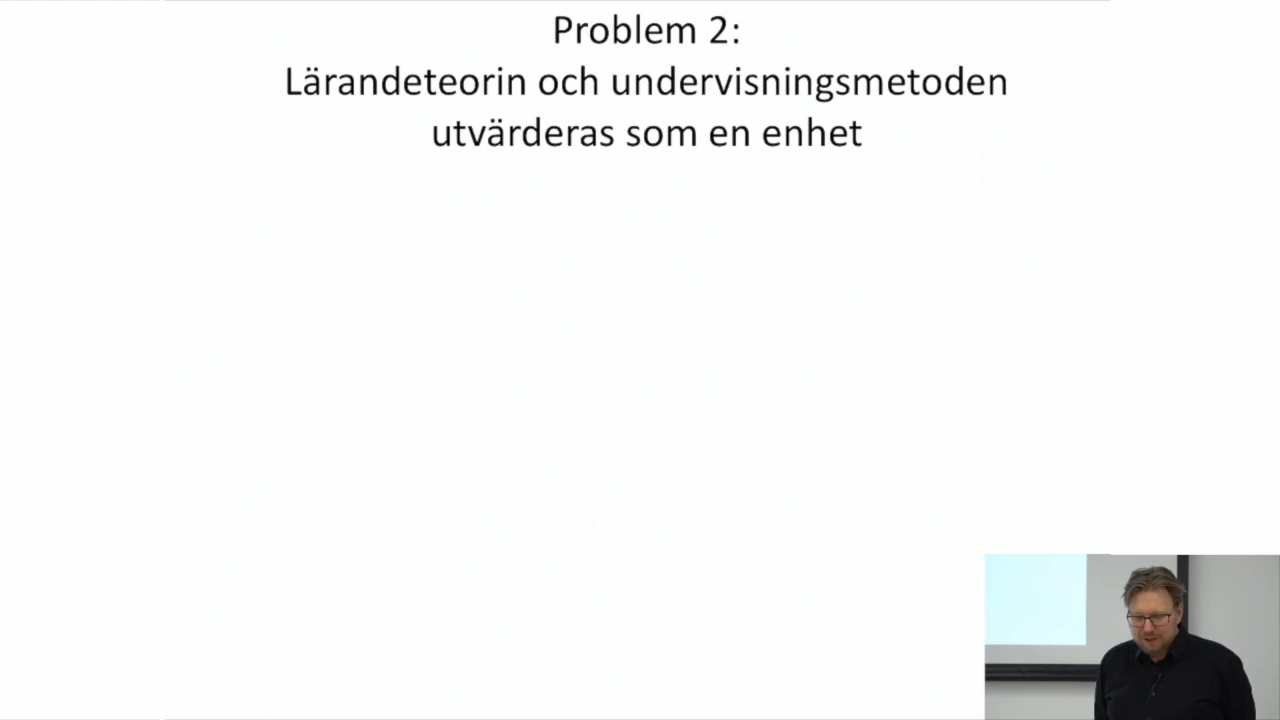 Problem 2:
Lärandeteorin och undervisningsmetoden
utvärderas som en enhet